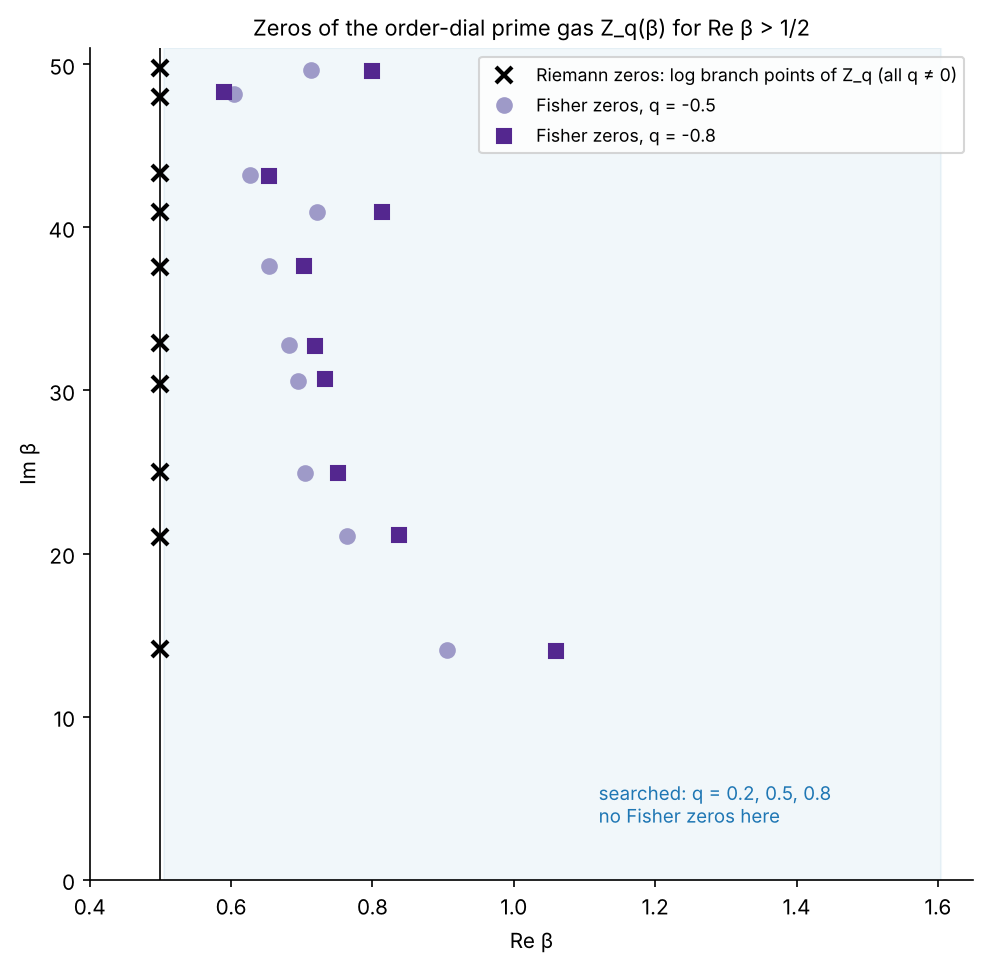 Zeros of the order-dial prime gas Z_q(β) for Re β > 1/2
Riemann zeros: log branch points of Z_q (all q ≠ 0)
Fisher zeros, q = -0.5
Fisher zeros, q = -0.8
50
40
30
20
10
0
Im β
searched: q = 0.2, 0.5, 0.8
no Fisher zeros here
0.4 0.6 0.8 1.0 1.2 1.4 1.6
Re β